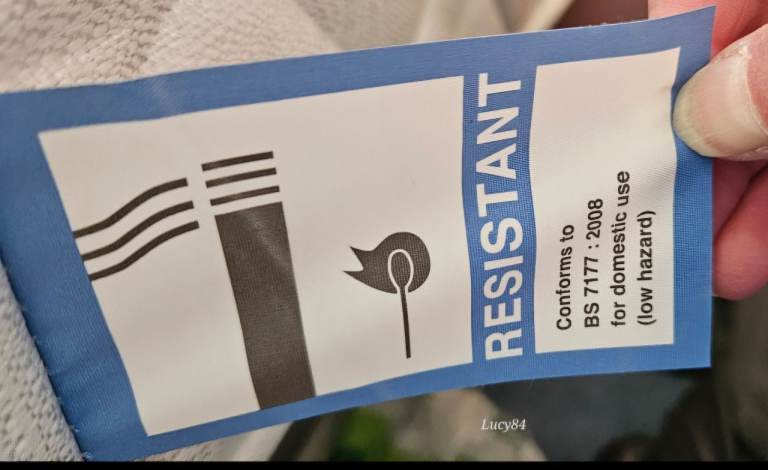 RESISTANT
Conforms to
BS 7177 : 2008
for domestic use
(low hazard)
Lucy84